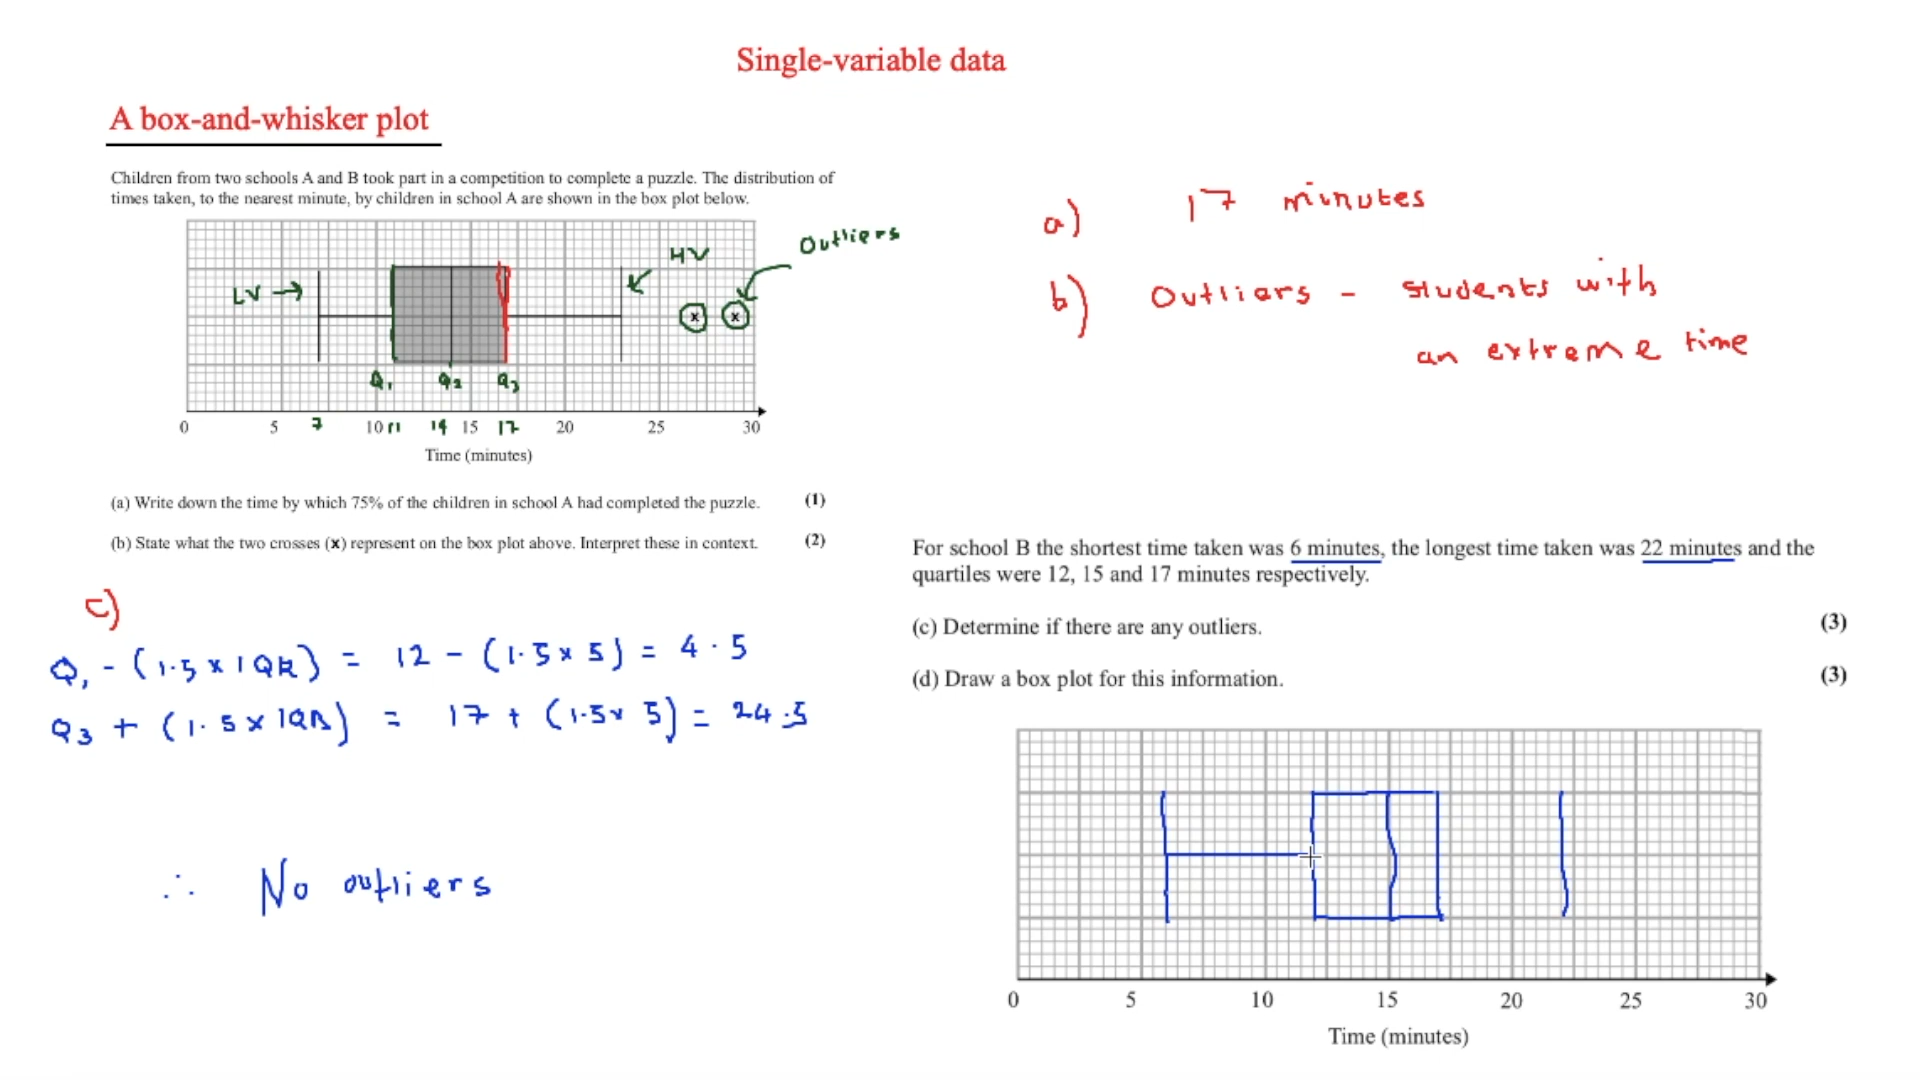 Single-variable data
A box-and-whisker plot
Children from two schools A and B took part in a competition to complete a puzzle. The distribution of
times taken, to the nearest minute, by children in school A are shown in the box plot below.
LV → HV Outliers
x x
Q1 Q2 Q3
0 5 7 10 11 14 15 17 20 25 30
Time (minutes)
(a) Write down the time by which 75% of the children in school A had completed the puzzle. (1)
(b) State what the two crosses (x) represent on the box plot above. Interpret these in context. (2)
c)
Q1 - (1.5 x IQR) = 12 - (1.5 x 5) = 4.5
Q3 + (1.5 x IQR) = 17 + (1.5 x 5) = 24.5
∴ No outliers
a) 17 minutes
b) Outliars - students with
an extreme time
For school B the shortest time taken was 6 minutes, the longest time taken was 22 minutes and the
quartiles were 12, 15 and 17 minutes respectively.
(c) Determine if there are any outliers. (3)
(d) Draw a box plot for this information. (3)
0 5 10 15 20 25 30
Time (minutes)